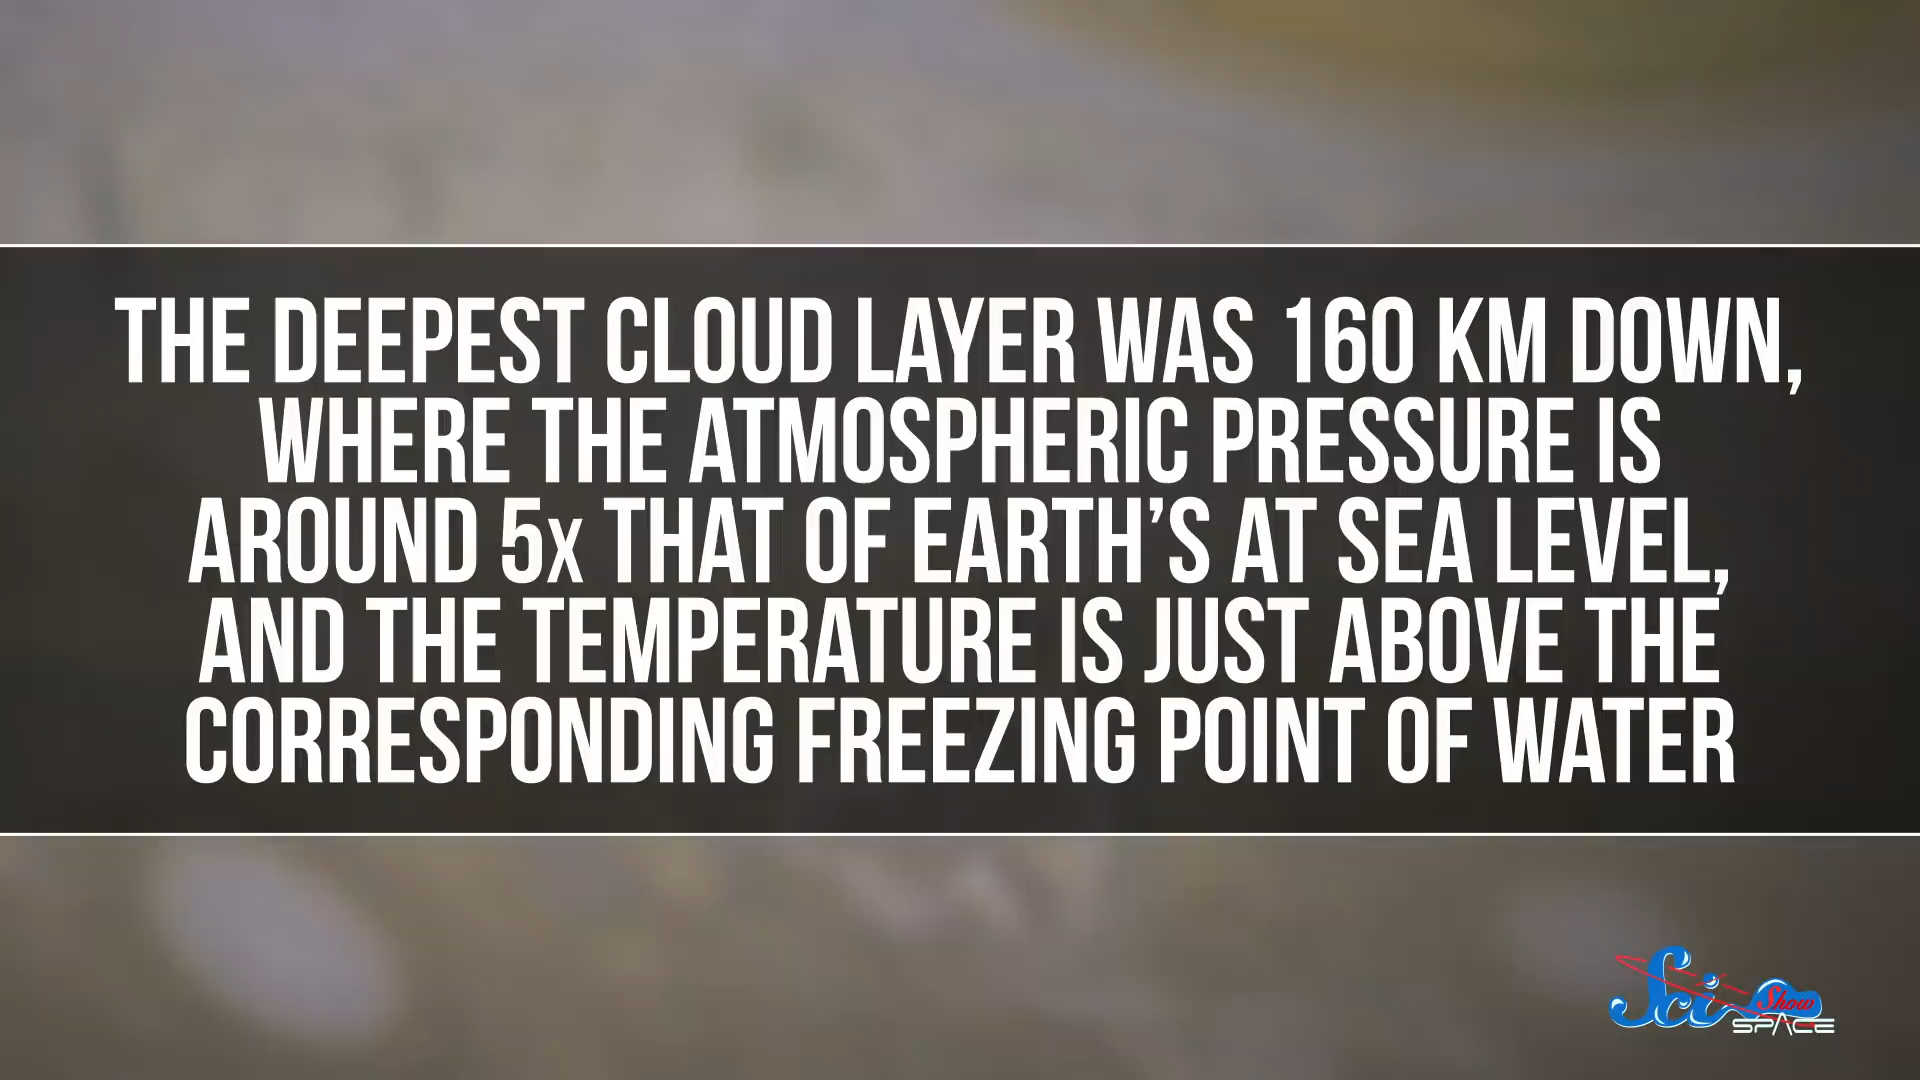 THE DEEPEST CLOUD LAYER WAS 160 KM DOWN,
WHERE THE ATMOSPHERIC PRESSURE IS
AROUND 5x THAT OF EARTH’S AT SEA LEVEL,
AND THE TEMPERATURE IS JUST ABOVE THE
CORRESPONDING FREEZING POINT OF WATER
Sci Show
SPACE